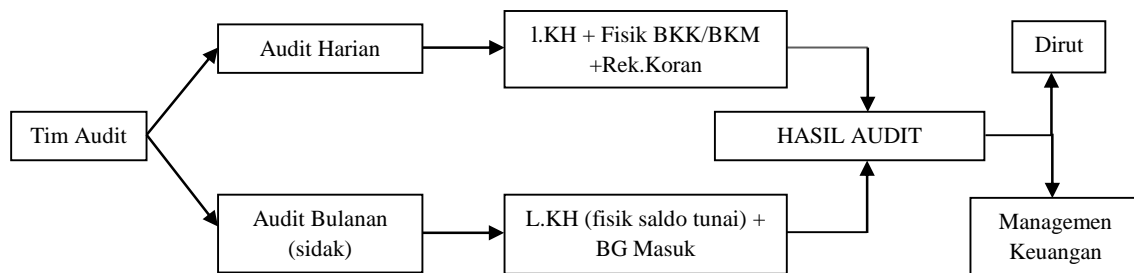 Tim Audit
Audit Harian
l.KH + Fisik BKK/BKM
+Rek.Koran
Audit Bulanan
(sidak)
L.KH (fisik saldo tunai) +
BG Masuk
HASIL AUDIT
Dirut
Managemen
Keuangan